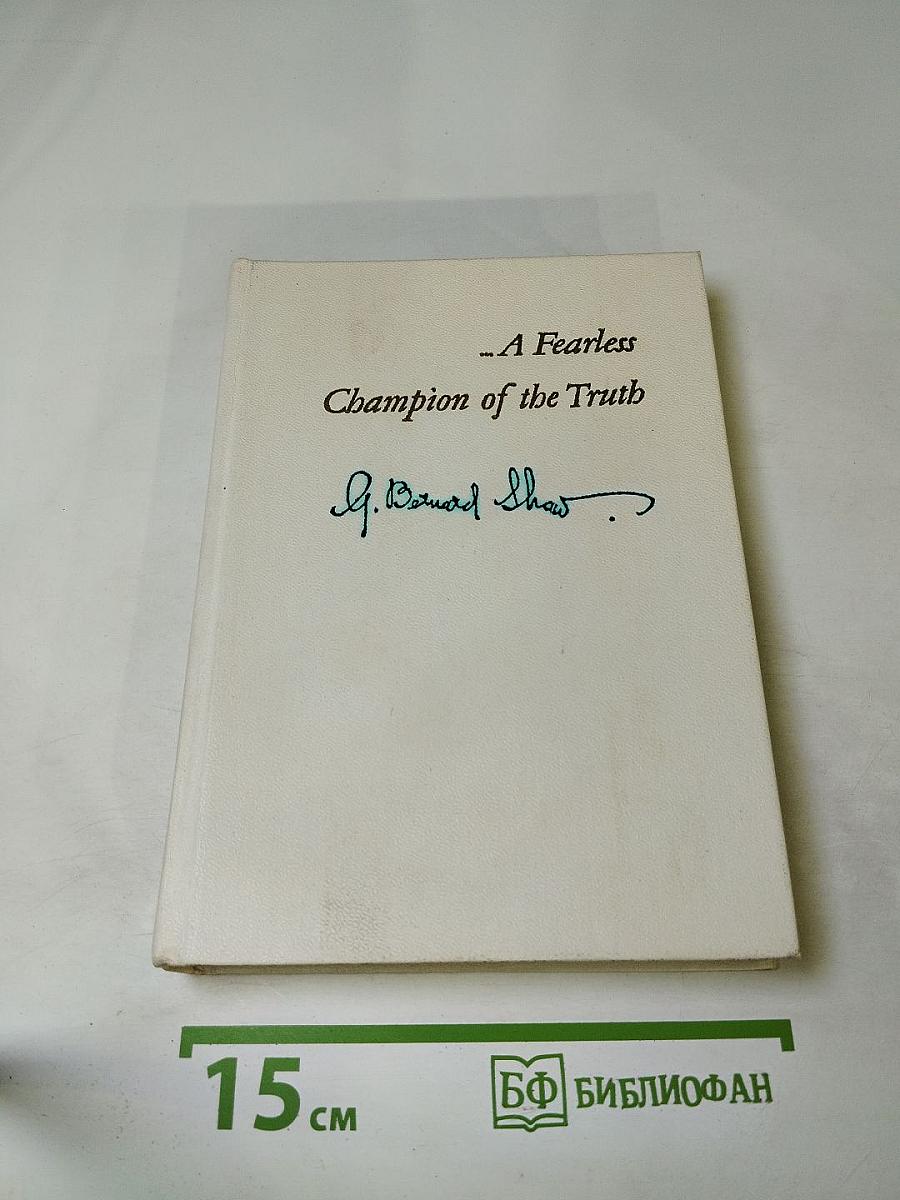 ... A Fearless
Champion of the Truth
G. Bernard Shaw
15 см
БФ БИБЛИОФАН